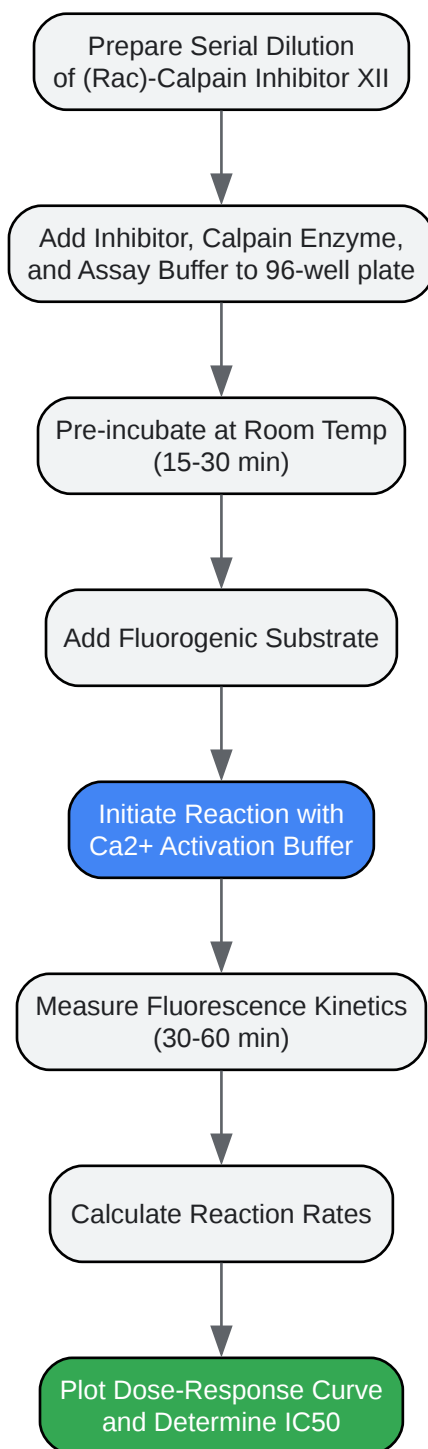 Prepare Serial Dilution
of (Rac)-Calpain Inhibitor XII
Add Inhibitor, Calpain Enzyme,
and Assay Buffer to 96-well plate
Pre-incubate at Room Temp
(15-30 min)
Add Fluorogenic Substrate
Initiate Reaction with
Ca2+ Activation Buffer
Measure Fluorescence Kinetics
(30-60 min)
Calculate Reaction Rates
Plot Dose-Response Curve
and Determine IC50